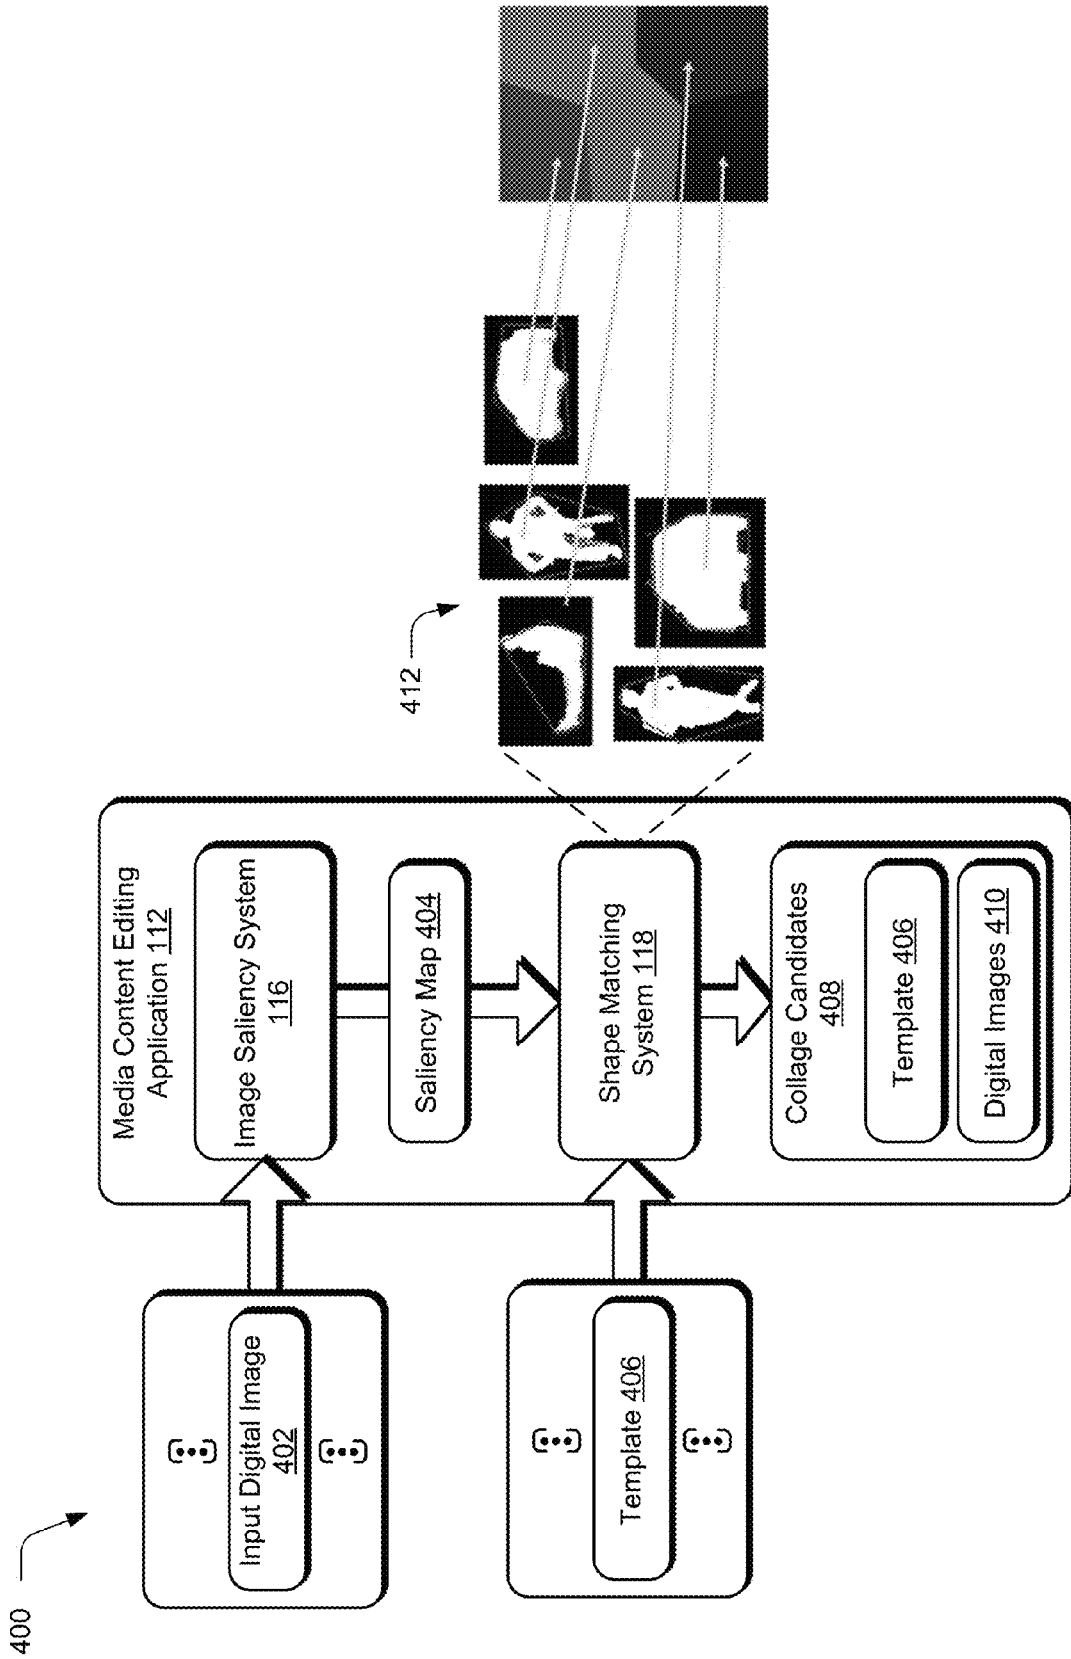 400
Input Digital Image
402
Template 406
Media Content Editing
Application 112
Image Saliency System
116
Saliency Map 404
Shape Matching
System 118
Collage Candidates
408
Template 406
Digital Images 410
412